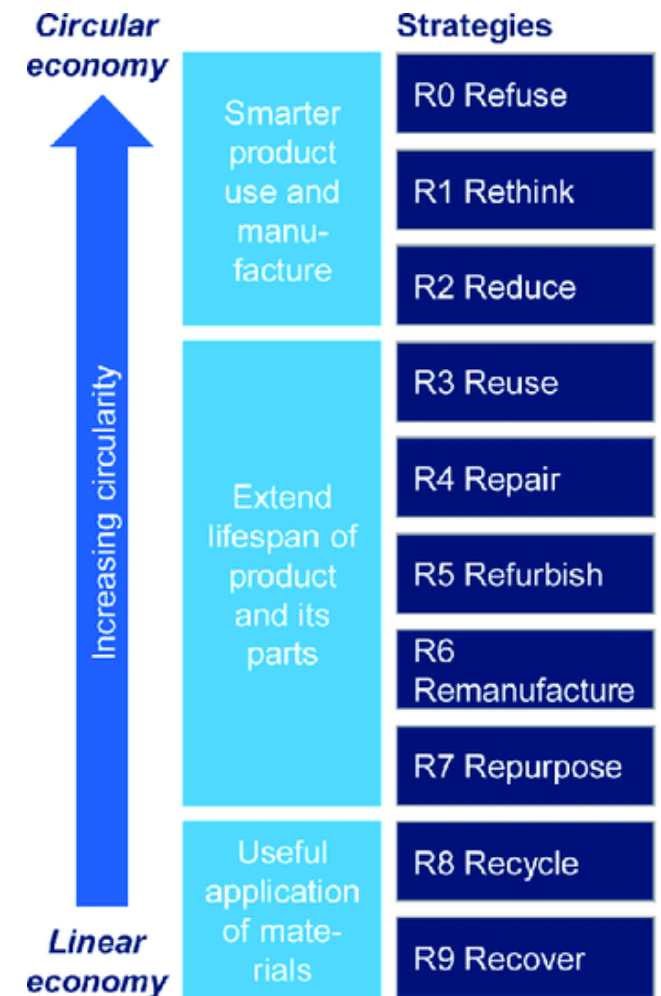 Circular
economy
Strategies
Increasing circularity
Smarter
product
use and
manu-
facture
R0 Refuse
R1 Rethink
R2 Reduce
Extend
lifespan of
product
and its
parts
R3 Reuse
R4 Repair
R5 Refurbish
R6
Remanufacture
R7 Repurpose
Useful
application
of mate-
rials
R8 Recycle
R9 Recover
Linear
economy